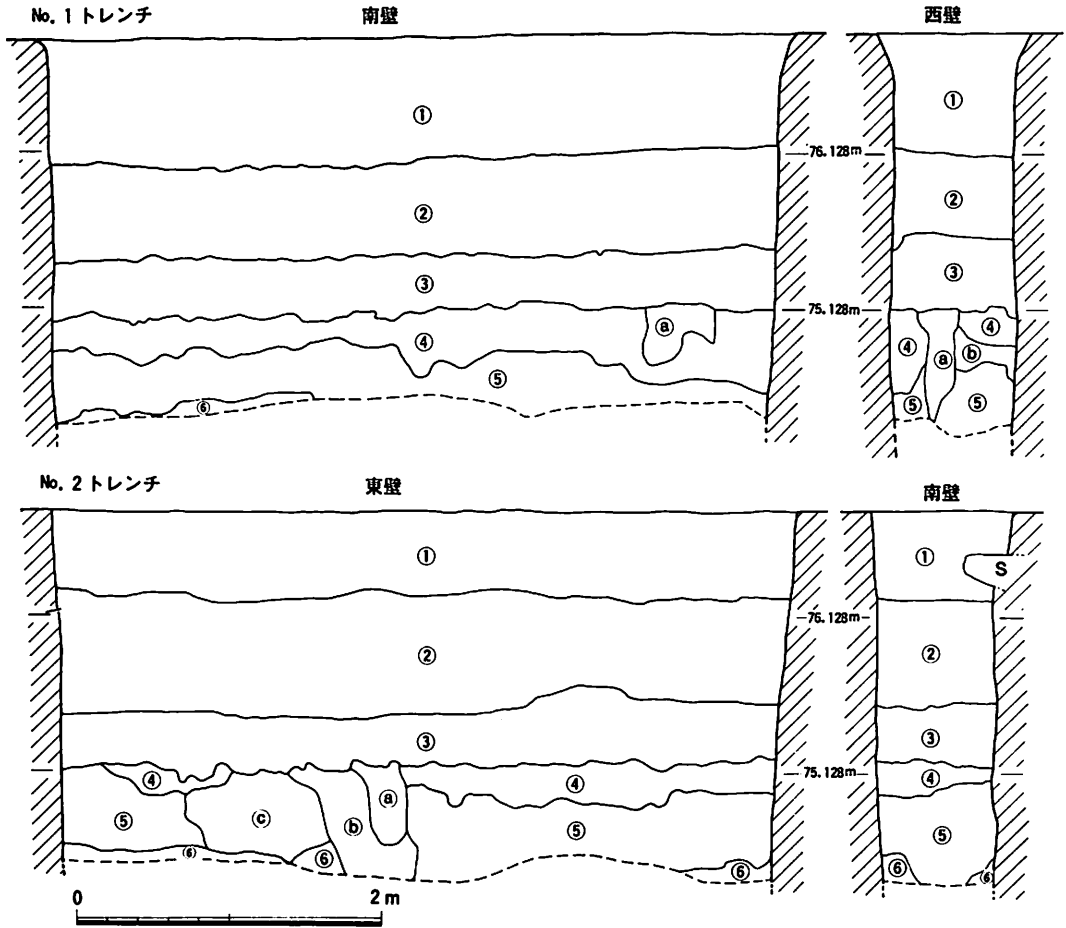 No. 1 トレンチ 南壁 西壁
① ①
76.128m
② ②
③ ③
75.128m
ⓐ ④
④ ④ ⓐ ⓑ
⑤ ⑤ ⑤
⑥
No. 2 トレンチ 東壁 南壁
① ① S
76.128m
② ②
③ ③
75.128m
④ ④ ④
ⓐ
⑤ ⓒ ⓑ ⑤ ⑤
⑥ ⑥ ⑥ ⑥ ⑥
0 2 m